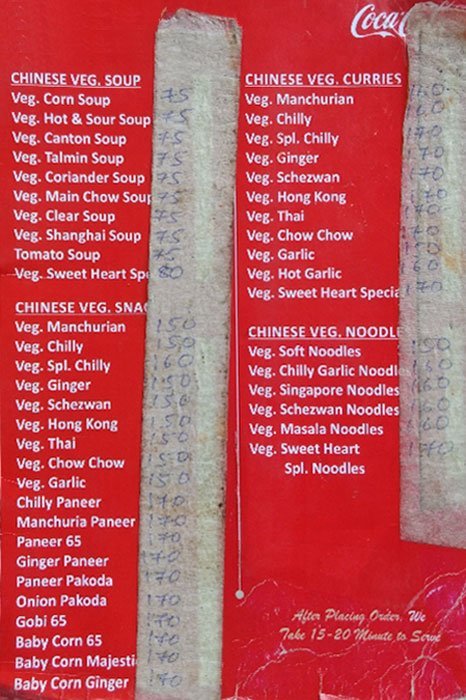 Coca
CHINESE VEG. SOUP
Veg. Corn Soup 75
Veg. Hot & Sour Soup 75
Veg. Canton Soup 75
Veg. Talmin Soup 75
Veg. Coriander Soup 75
Veg. Main Chow Soup 75
Veg. Clear Soup 75
Veg. Shanghai Soup 75
Tomato Soup 75
Veg. Sweet Heart Spe 80
CHINESE VEG. SNAC
Veg. Manchurian 150
Veg. Chilly 150
Veg. Spl. Chilly 160
Veg. Ginger 150
Veg. Schezwan 150
Veg. Hong Kong 150
Veg. Thai 150
Veg. Chow Chow 150
Veg. Garlic 150
Chilly Paneer 170
Manchuria Paneer 170
Paneer 65 170
Ginger Paneer 170
Paneer Pakoda 170
Onion Pakoda 170
Gobi 65 170
Baby Corn 65 170
Baby Corn Majesti 170
Baby Corn Ginger 170
CHINESE VEG. CURRIES
Veg. Manchurian 160
Veg. Chilly 160
Veg. Spl. Chilly 170
Veg. Ginger 170
Veg. Schezwan 170
Veg. Hong Kong 170
Veg. Thai 170
Veg. Chow Chow 170
Veg. Garlic
Veg. Hot Garlic 160
Veg. Sweet Heart Specia 170
CHINESE VEG. NOODL
Veg. Soft Noodles 150
Veg. Chilly Garlic Noodles 160
Veg. Singapore Noodles 160
Veg. Schezwan Noodles 160
Veg. Masala Noodles 160
Veg. Sweet Heart 170
Spl. Noodles
After Placing Order, We
Take 15-20 Minute to Serve